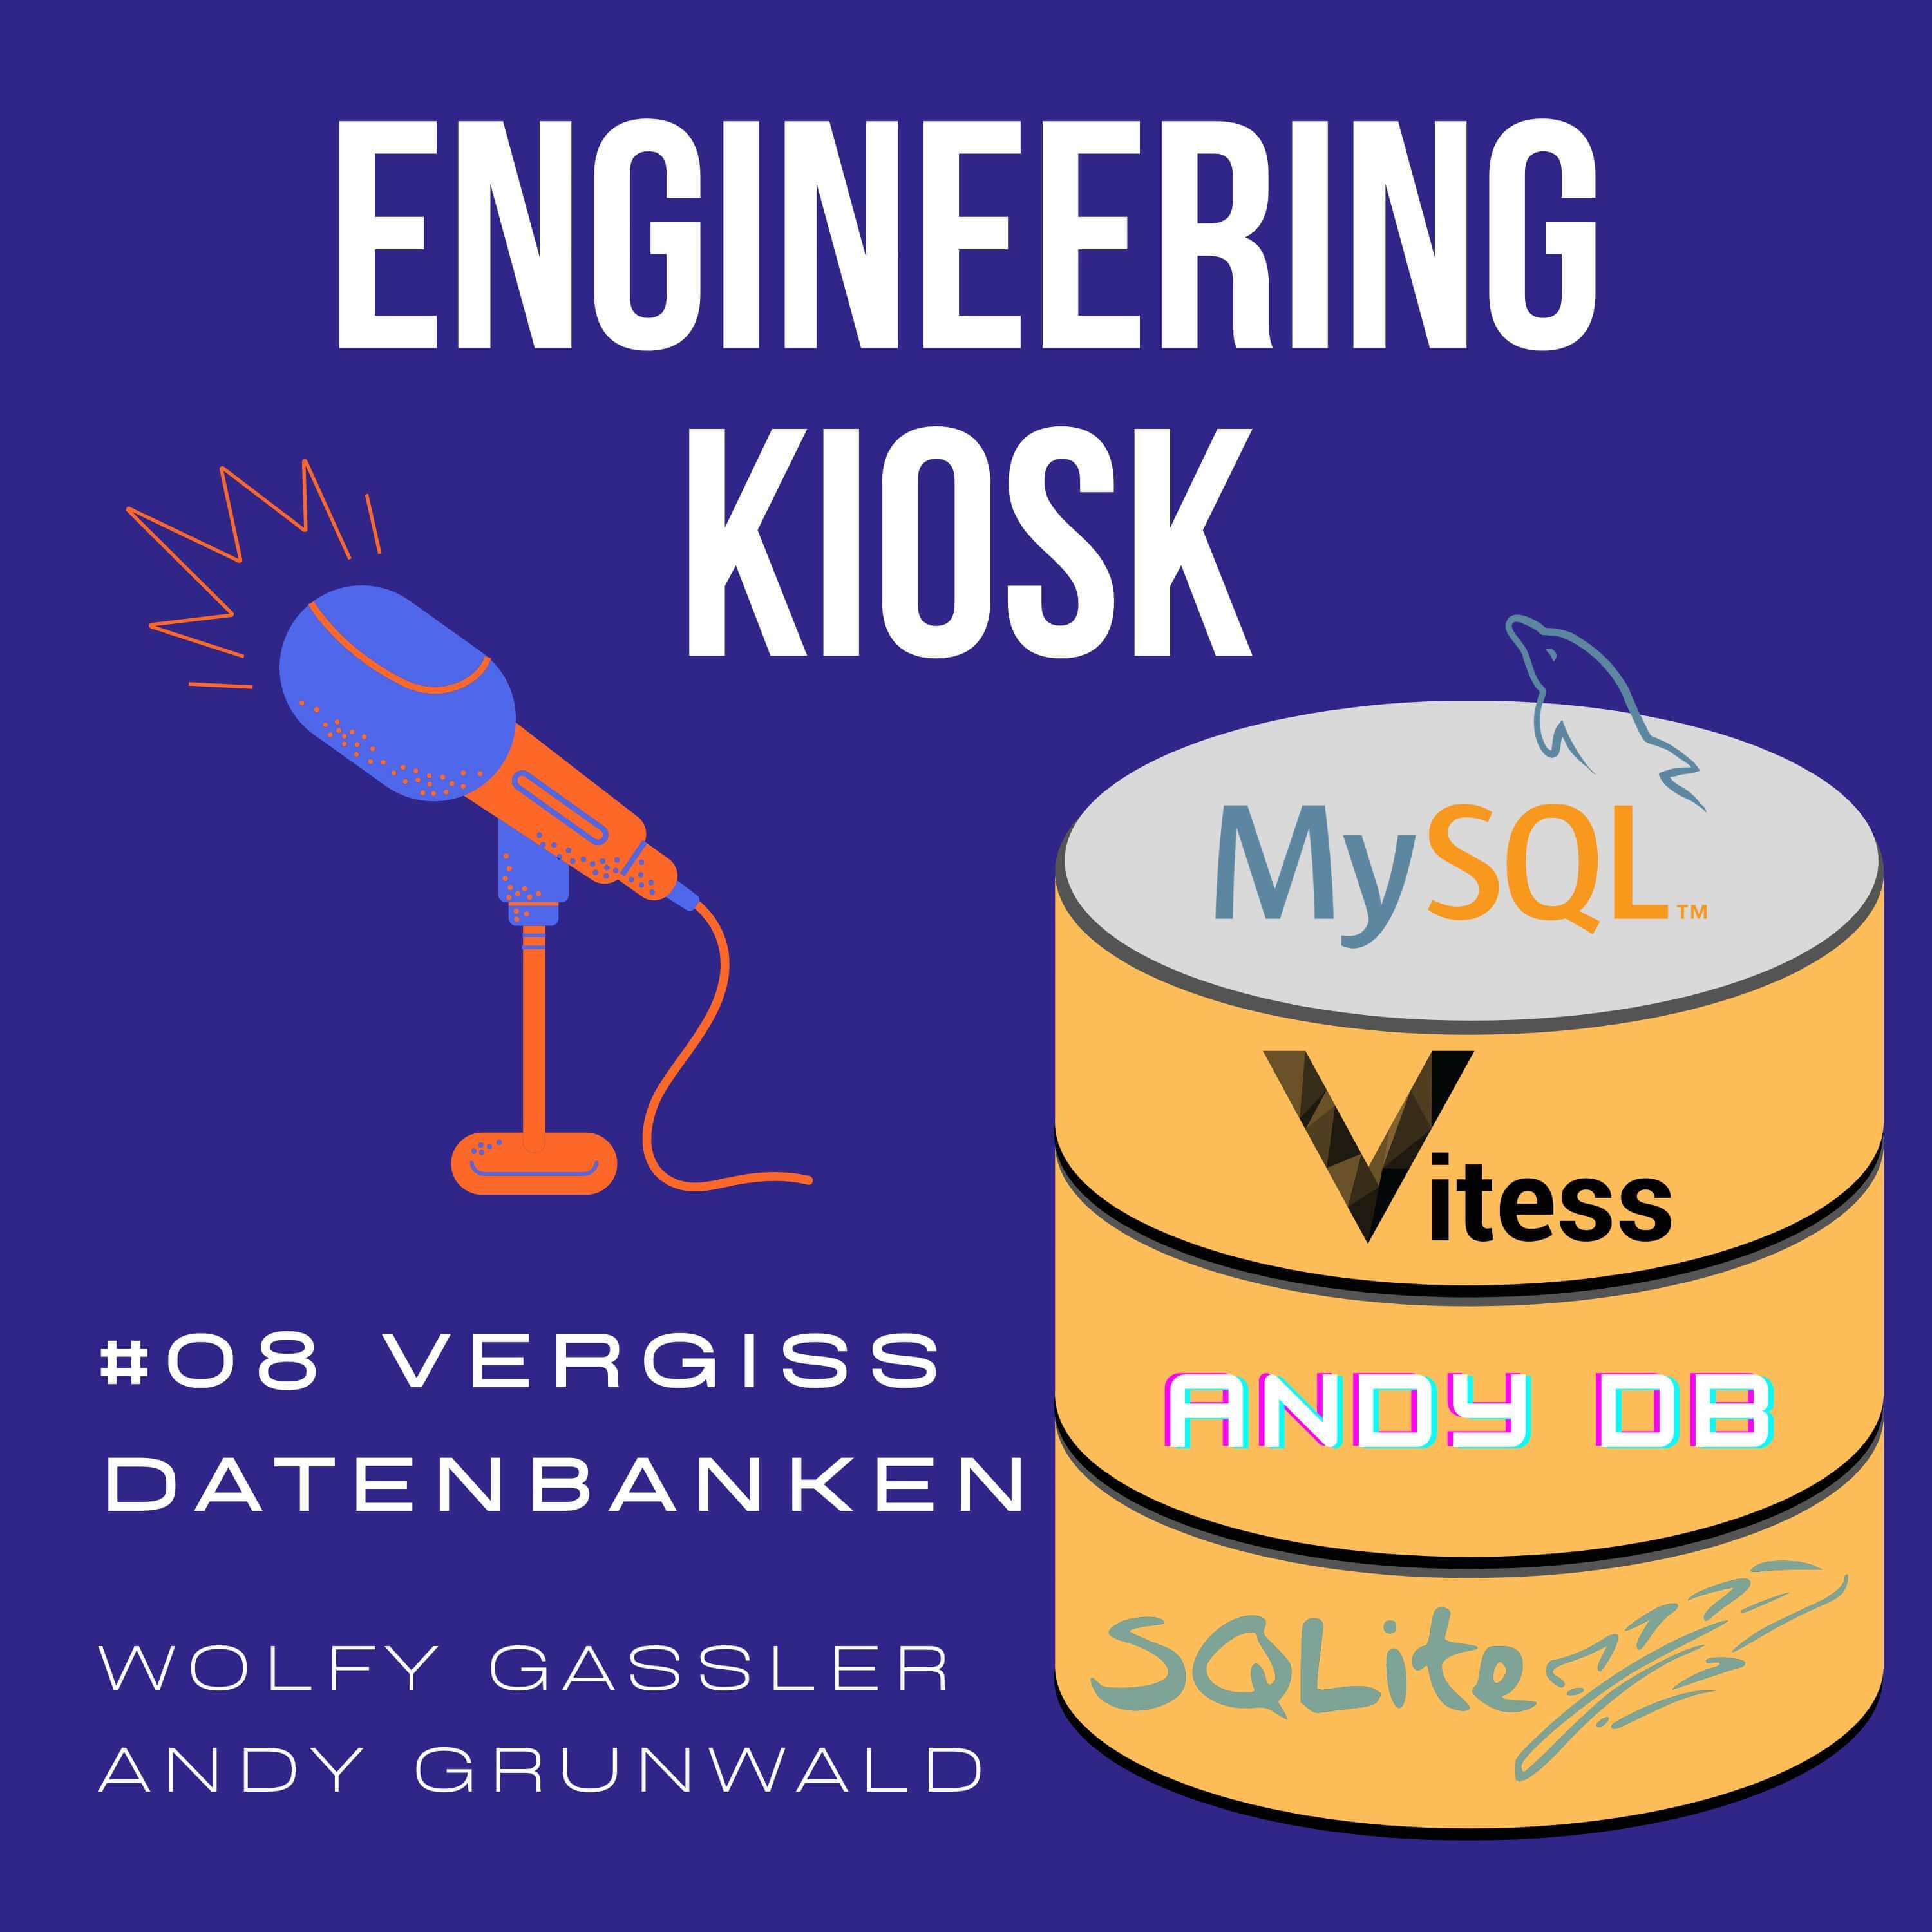 ENGINEERING
KIOSK
MySQL™
Vitess
#08 VERGISS
DATENBANKEN
ANDY DB
SQLite
WOLFY GASSLER
ANDY GRUNWALD